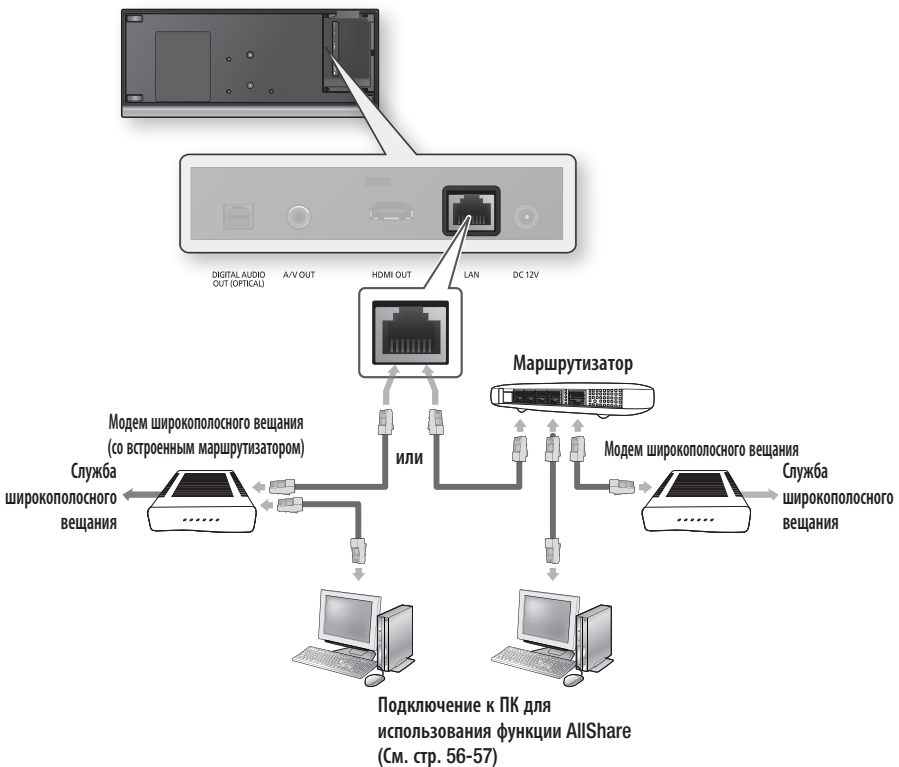 DIGITAL AUDIO
OUT (OPTICAL)
A/V OUT
HDMI OUT
LAN
DC 12V
Маршрутизатор
Модем широкополосного вещания
(со встроенным маршрутизатором)
или
Модем широкополосного вещания
Служба
широкополосного
вещания
Служба
широкополосного
вещания
Подключение к ПК для
использования функции AllShare
(См. стр. 56-57)